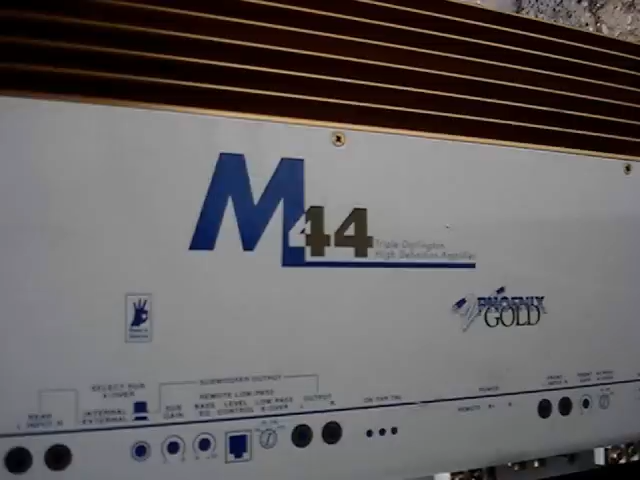 M44
Triple Darlington
High Definition Amplifier
PHOENIX
GOLD
SUBWOOFER OUTPUT
SELECT SUB
X-OVER
REMOTE LOW-PASS
POWER
REAR
INTERNAL
SUB
BASS LEVEL LOW-PASS OUTPUT
L INPUT R
EXTERNAL
GAIN
CONTROL X-OVER
REMOTE